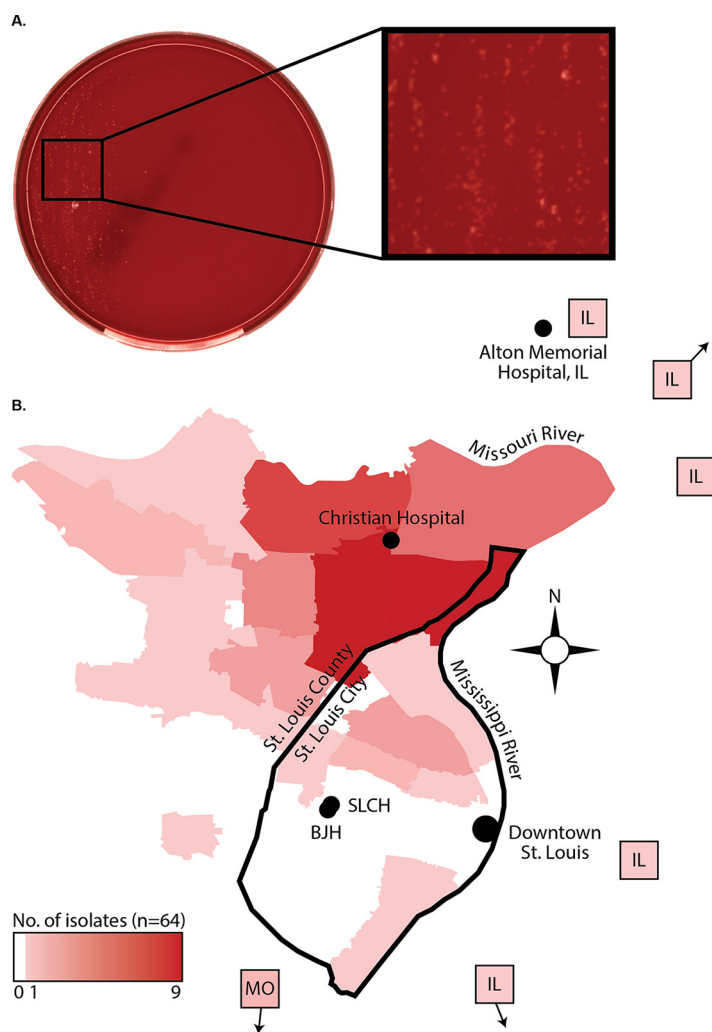 A.
IL
Alton Memorial
Hospital, IL
IL
B.
Missouri River
IL
Christian Hospital
N
St. Louis County
St. Louis City
Mississippi River
SLCH
BJH
Downtown
St. Louis
IL
No. of isolates (n=64)
0 1 9
MO
IL